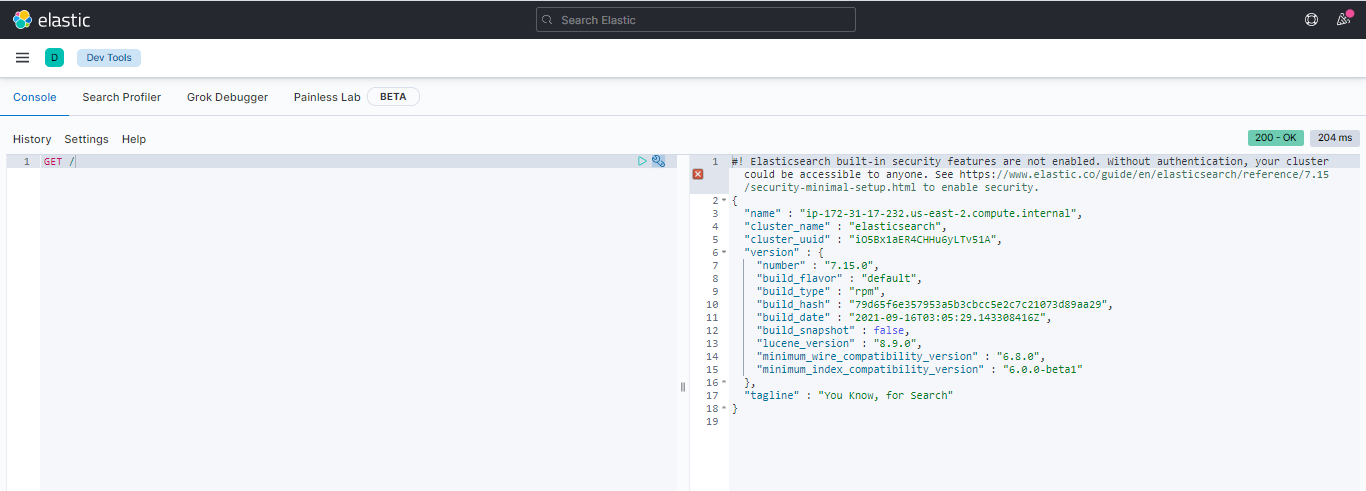 elastic
Search Elastic
D
Dev Tools
Console
Search Profiler
Grok Debugger
Painless Lab
BETA
History
Settings
Help
200 - OK
204 ms
1 GET /
1 #! Elasticsearch built-in security features are not enabled. Without authentication, your cluster
could be accessible to anyone. See https://www.elastic.co/guide/en/elasticsearch/reference/7.15
/security-minimal-setup.html to enable security.
2 {
3 "name" : "ip-172-31-17-232.us-east-2.compute.internal",
4 "cluster_name" : "elasticsearch",
5 "cluster_uuid" : "iO5Bx1aER4CHHu6yLTv51A",
6 "version" : {
7 "number" : "7.15.0",
8 "build_flavor" : "default",
9 "build_type" : "rpm",
10 "build_hash" : "79d65f6e357953a5b3cbcc5e2c7c21073d89aa29",
11 "build_date" : "2021-09-16T03:05:29.143308416Z",
12 "build_snapshot" : false,
13 "lucene_version" : "8.9.0",
14 "minimum_wire_compatibility_version" : "6.8.0",
15 "minimum_index_compatibility_version" : "6.0.0-beta1"
16 },
17 "tagline" : "You Know, for Search"
18 }
19